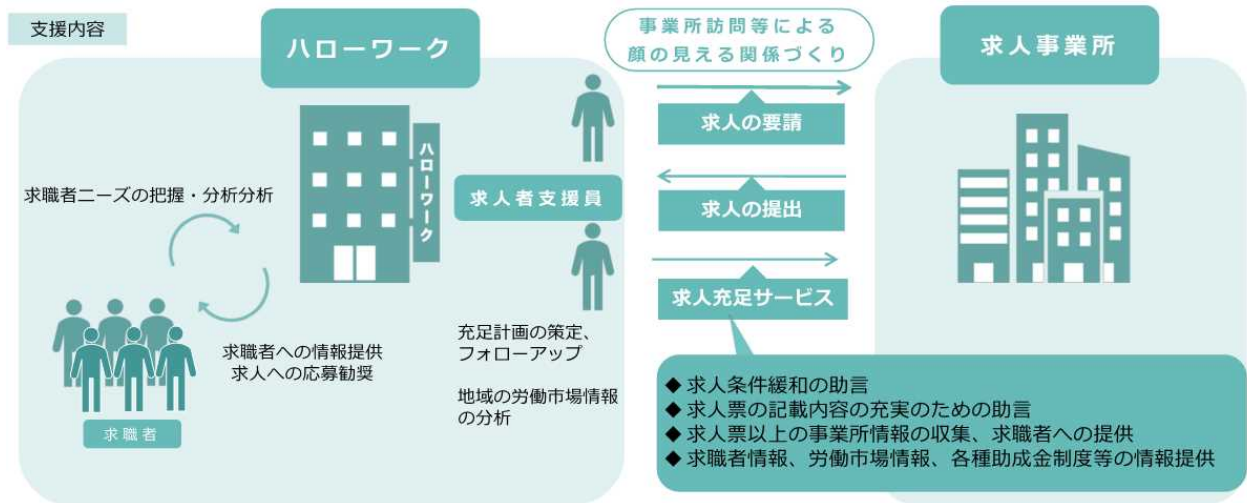 支援内容
ハローワーク
事業所訪問等による
顔の見える関係づくり
求人事業所
求人の要請
ハローワーク
求職者ニーズの把握・分析分析
求人者支援員
求人の提出
求人充足サービス
充足計画の策定、
フォローアップ
求職者への情報提供
求人への応募勧奨
地域の労働市場情報
の分析
求職者
◆ 求人条件緩和の助言
◆ 求人票の記載内容の充実のための助言
◆ 求人票以上の事業所情報の収集、求職者への提供
◆ 求職者情報、労働市場情報、各種助成金制度等の情報提供